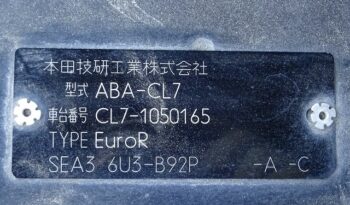 本田技研工業株式会社
型式 ABA-CL7
車台番号 CL7-1050165
TYPE EuroR
SEA3 6U3-B92P -A -C